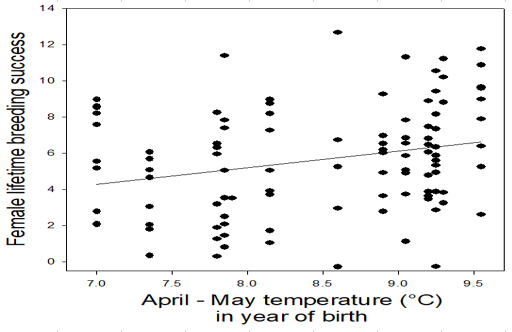 14
12
10
8
6
4
2
0
Female lifetime breeding success
7.0 7.5 8.0 8.5 9.0 9.5
April - May temperature (°C)
in year of birth